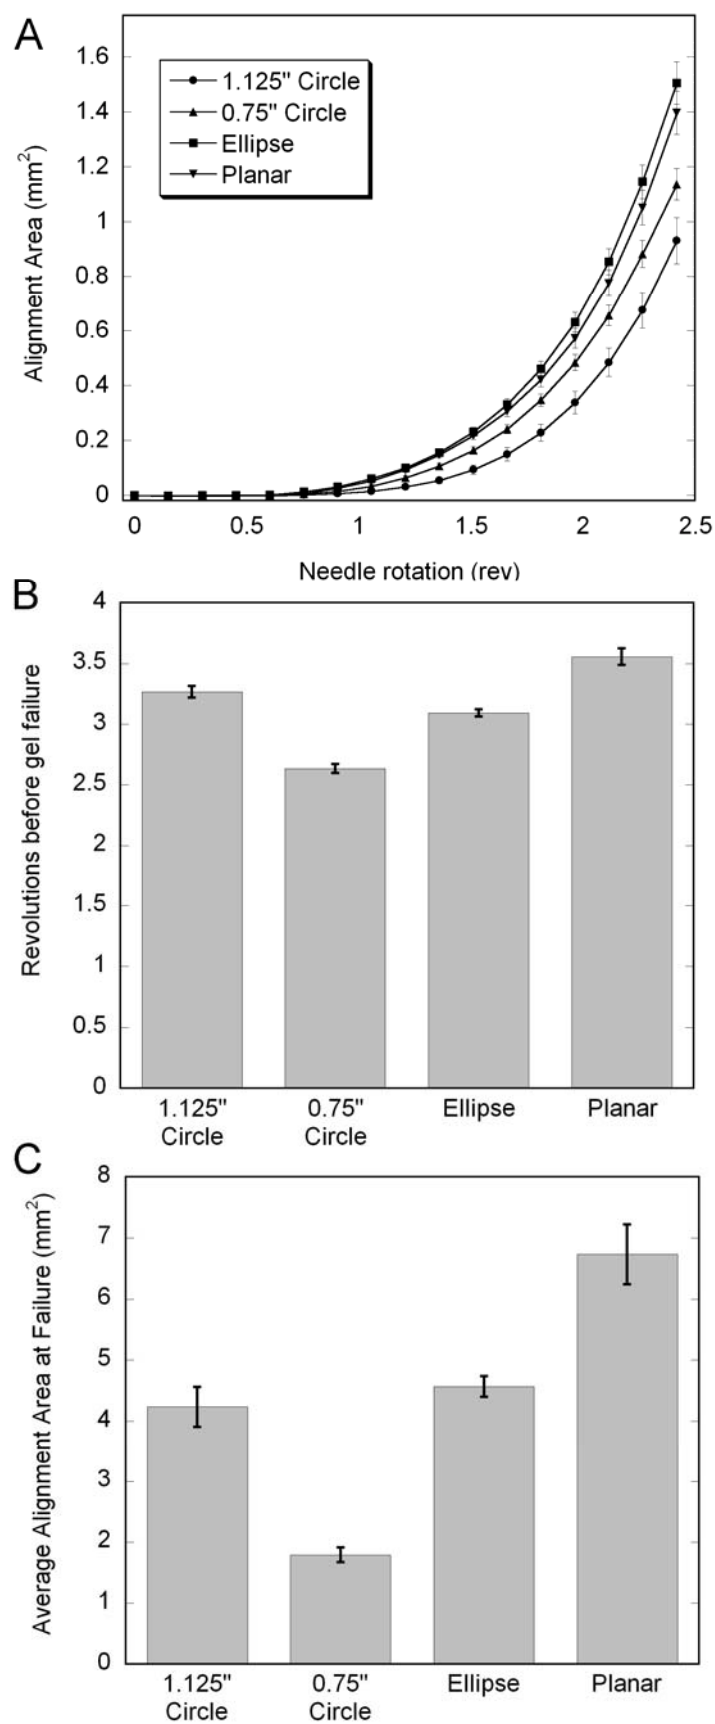 A
1.6
1.4
1.2
1
0.8
0.6
0.4
0.2
0
Alignment Area (mm²)
1.125" Circle
0.75" Circle
Ellipse
Planar
0 0.5 1 1.5 2 2.5
Needle rotation (rev)
B
4
3.5
3
2.5
2
1.5
1
0.5
0
Revolutions before gel failure
1.125" 0.75" Ellipse Planar
Circle Circle
C
8
7
6
5
4
3
2
1
0
Average Alignment Area at Failure (mm²)
1.125" 0.75" Ellipse Planar
Circle Circle